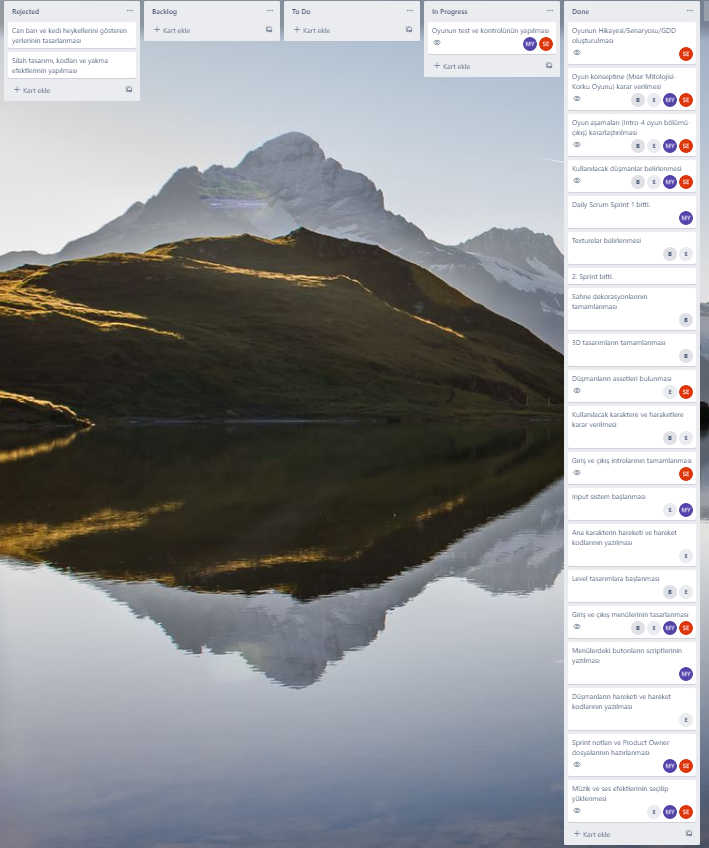 Rejected
Can barı ve kedi heykellerini gösteren
yerlerinin tasarlanması
Silah tasarımı, kodları ve yakma
efektlerinin yapılması
+ Kart ekle
Backlog
+ Kart ekle
To Do
+ Kart ekle
In Progress
Oyunun test ve kontrolünün yapılması
MY SE
+ Kart ekle
Done
Oyunun Hikayesi/Senaryosu/GDD
oluşturulması
SE
Oyun konseptine (Mısır Mitolojisi
Korku Oyunu) karar verilmesi
B E MY SE
Oyun aşamaları (Intro-4 oyun bölümü
çıkış) kararlaştırılması
B E MY SE
Kullanılacak düşmanlar belirlenmesi
B E MY SE
Daily Scrum Sprint 1 bitti.
MY
Texturelar belirlenmesi
B E
2. Sprint bitti.
Sahne dekorasyonlarının
tamamlanması
B
3D tasarımların tamamlanması
B
Düşmanların assetleri bulunması
E SE
Kullanılacak karaktere ve haraketlere
karar verilmesi
B E
Giriş ve çıkış introlarının tamamlanması
SE
Input sistem başlanması
E MY
Ana karakterin hareketi ve hareket
kodlarının yazılması
E
Level tasarımlara başlanması
B E
Giriş ve çıkış menülerinin tasarlanması
B E MY SE
Menülerdeki butonların scriptlerinin
yazılması
MY
Düşmanların hareketi ve hareket
kodlarının yazılması
E
Sprint notları ve Product Owner
dosyalarının hazırlanması
MY SE
Müzik ve ses efektlerinin seçilip
yüklenmesi
E MY SE
+ Kart ekle